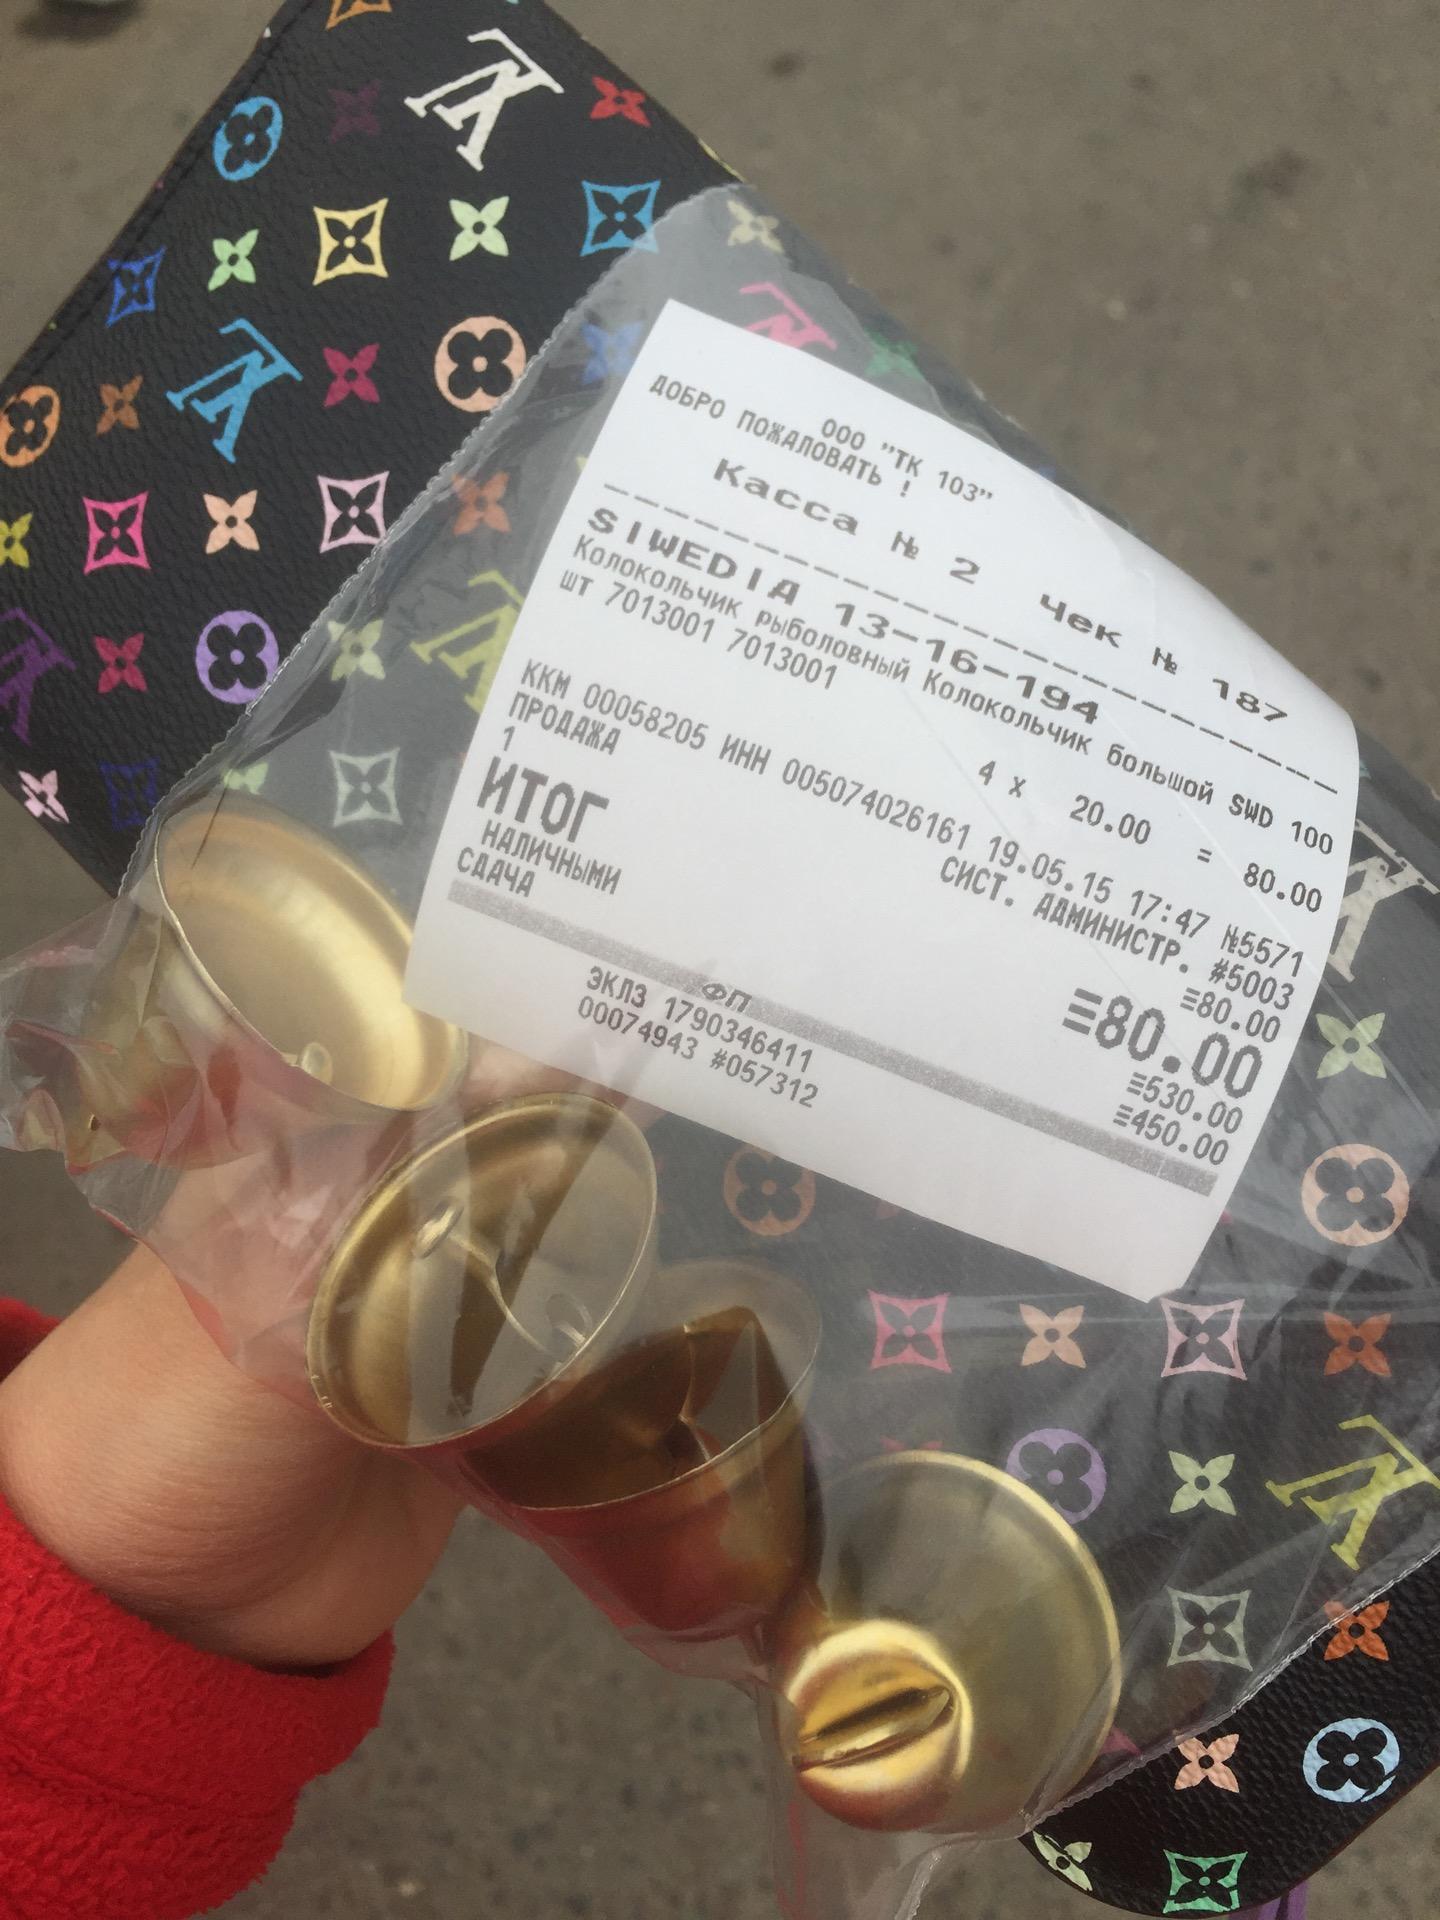 ООО "ТК 103"
ДОБРО ПОЖАЛОВАТЬ !
Касса № 2 Чек № 187
SIWEDIA 13-16-194
Колокольчик рыболовный Колокольчик большой SWD 100
шт 7013001 7013001
4 x 20.00 = 80.00
ККМ 00058205 ИНН 005074026161 19.05.15 17:47 №5571
ПРОДАЖА СИСТ. АДМИНИСТР. #5003
1 ≡80.00
ИТОГ ≡80.00
НАЛИЧНЫМИ ≡530.00
СДАЧА ≡450.00
ФП
ЭКЛЗ 1790346411
00074943 #057312